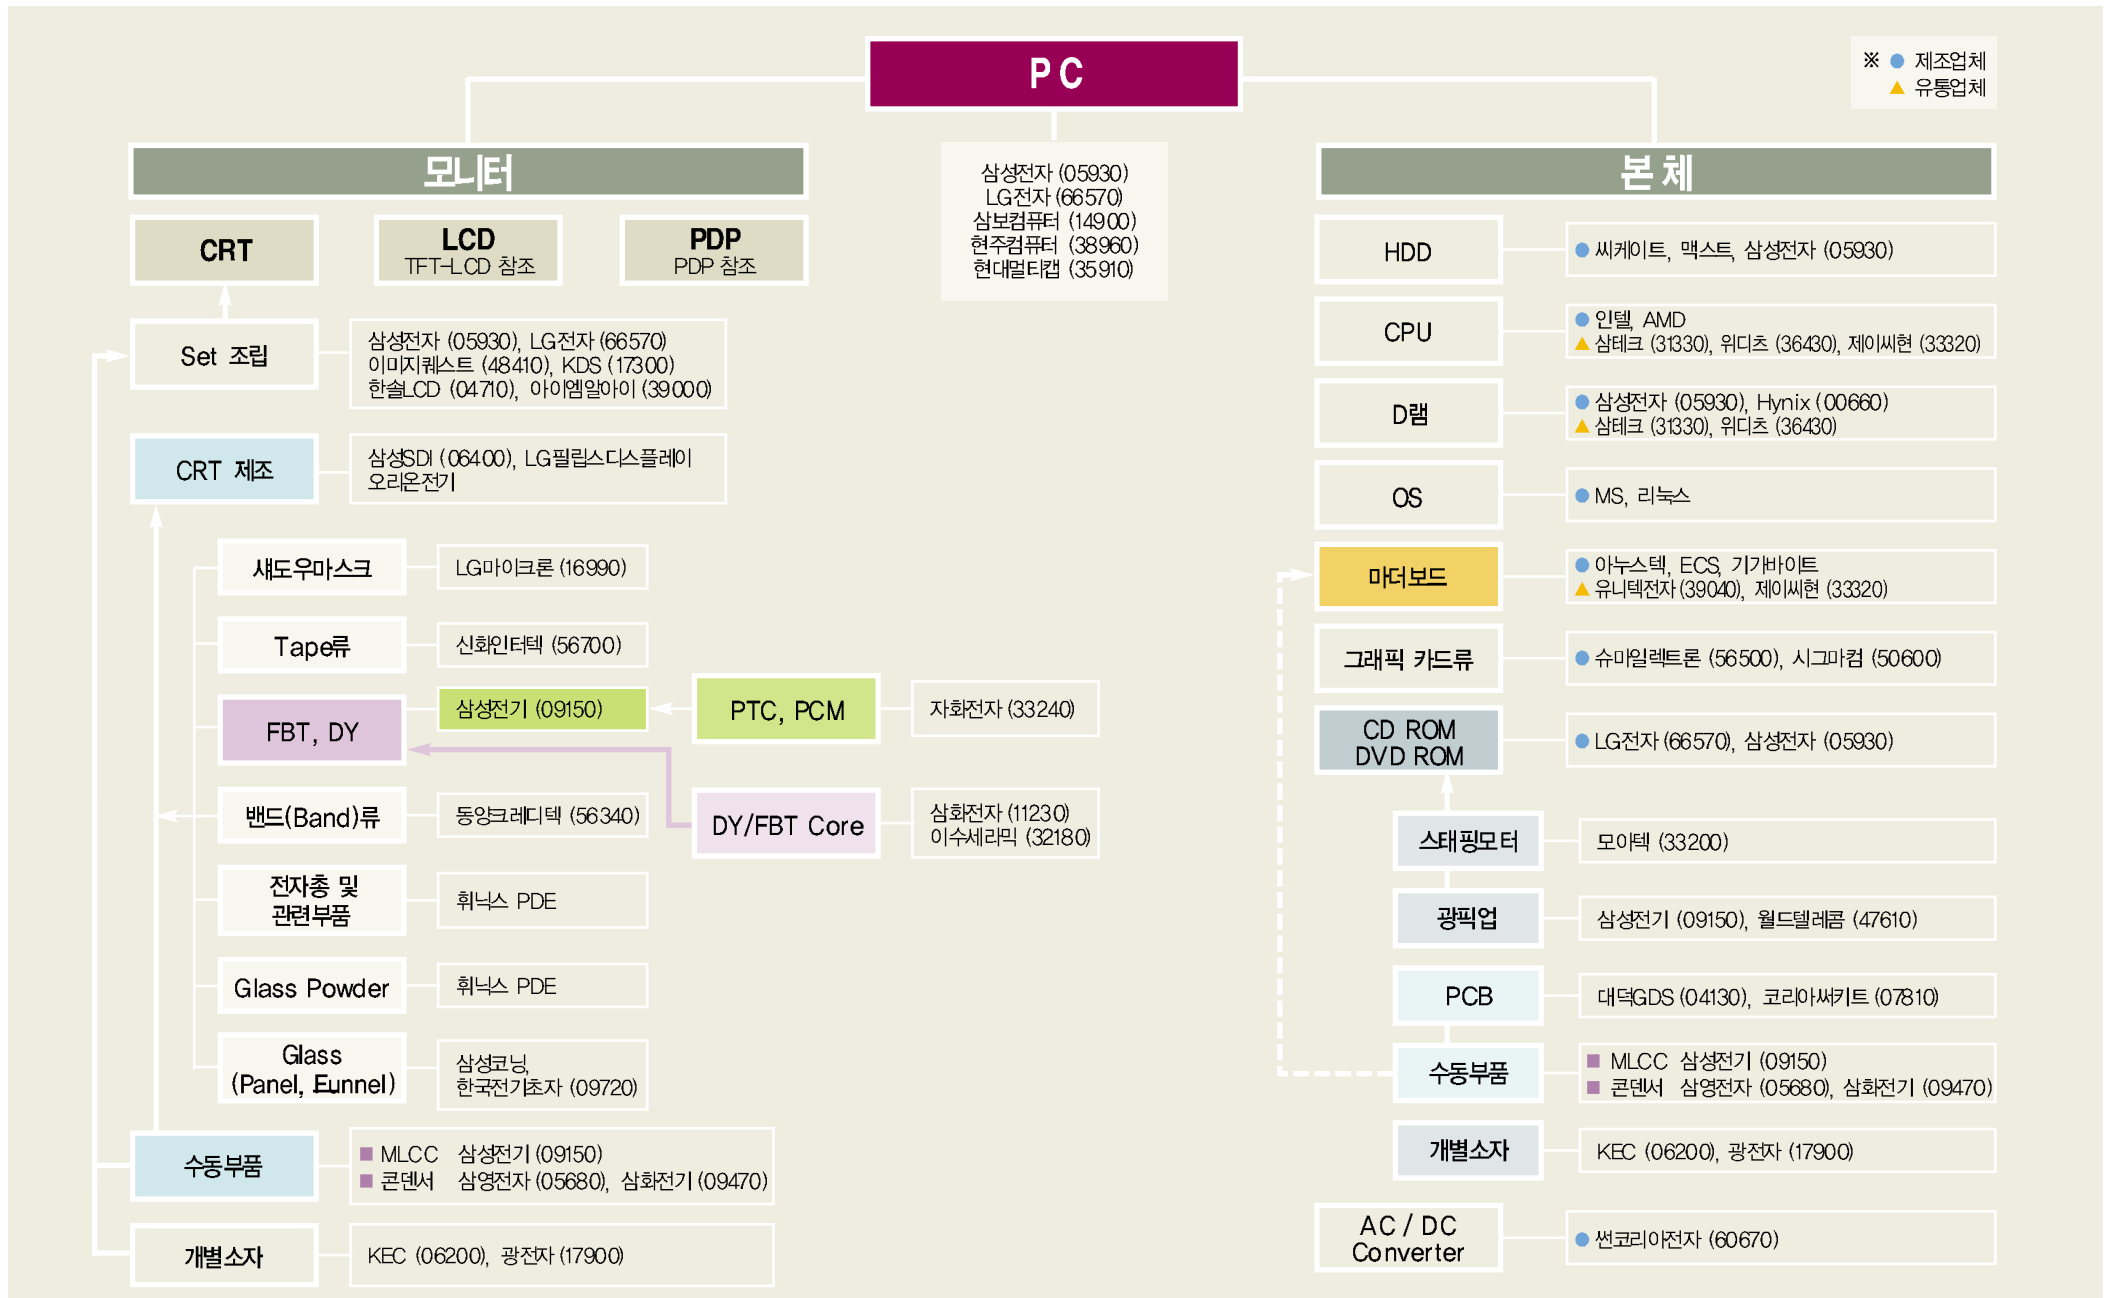 PC
※ ● 제조업체
▲ 유통업체
삼성전자 (05930)
LG전자 (66570)
삼보컴퓨터 (14900)
현주컴퓨터 (38960)
현대멀티캡 (35910)
모니터
CRT
LCD
TFT-LCD 참조
PDP
PDP 참조
Set 조립
삼성전자 (05930), LG전자 (66570)
이미지퀘스트 (48410), KDS (17300)
한솔LCD (04710), 아이엠알아이 (39000)
CRT 제조
삼성SDI (06400), LG필립스디스플레이
오리온전기
섀도우마스크
LG마이크론 (16990)
Tape류
신화인터텍 (56700)
FBT, DY
삼성전기 (09150)
PTC, PCM
자화전자 (33240)
밴드(Band)류
동양크레디텍 (56340)
DY/FBT Core
삼화전자 (11230)
이수세라믹 (32180)
전자총 및
관련부품
휘닉스 PDE
Glass Powder
휘닉스 PDE
Glass
(Panel, Funnel)
삼성코닝,
한국전기초자 (09720)
수동부품
■ MLCC 삼성전기 (09150)
■ 콘덴서 삼영전자 (05680), 삼화전기 (09470)
개별소자
KEC (06200), 광전자 (17900)
본체
HDD
● 씨케이트, 맥스트, 삼성전자 (05930)
CPU
● 인텔, AMD
▲ 삼테크 (31330), 위디츠 (36430), 제이씨현 (33320)
D램
● 삼성전자 (05930), Hynix (00660)
▲ 삼테크 (31330), 위디츠 (36430)
OS
● MS, 리눅스
마더보드
● 아누스텍, ECS, 기가바이트
▲ 유니텍전자 (39040), 제이씨현 (33320)
그래픽 카드류
● 슈마일렉트론 (56500), 시그마컴 (50600)
CD ROM
DVD ROM
● LG전자 (66570), 삼성전자 (05930)
스태핑모터
모아텍 (33200)
광픽업
삼성전기 (09150), 월드텔레콤 (47610)
PCB
대덕GDS (04130), 코리아써키트 (07810)
수동부품
■ MLCC 삼성전기 (09150)
■ 콘덴서 삼영전자 (05680), 삼화전기 (09470)
개별소자
KEC (06200), 광전자 (17900)
AC / DC
Converter
● 썬코리아전자 (60670)